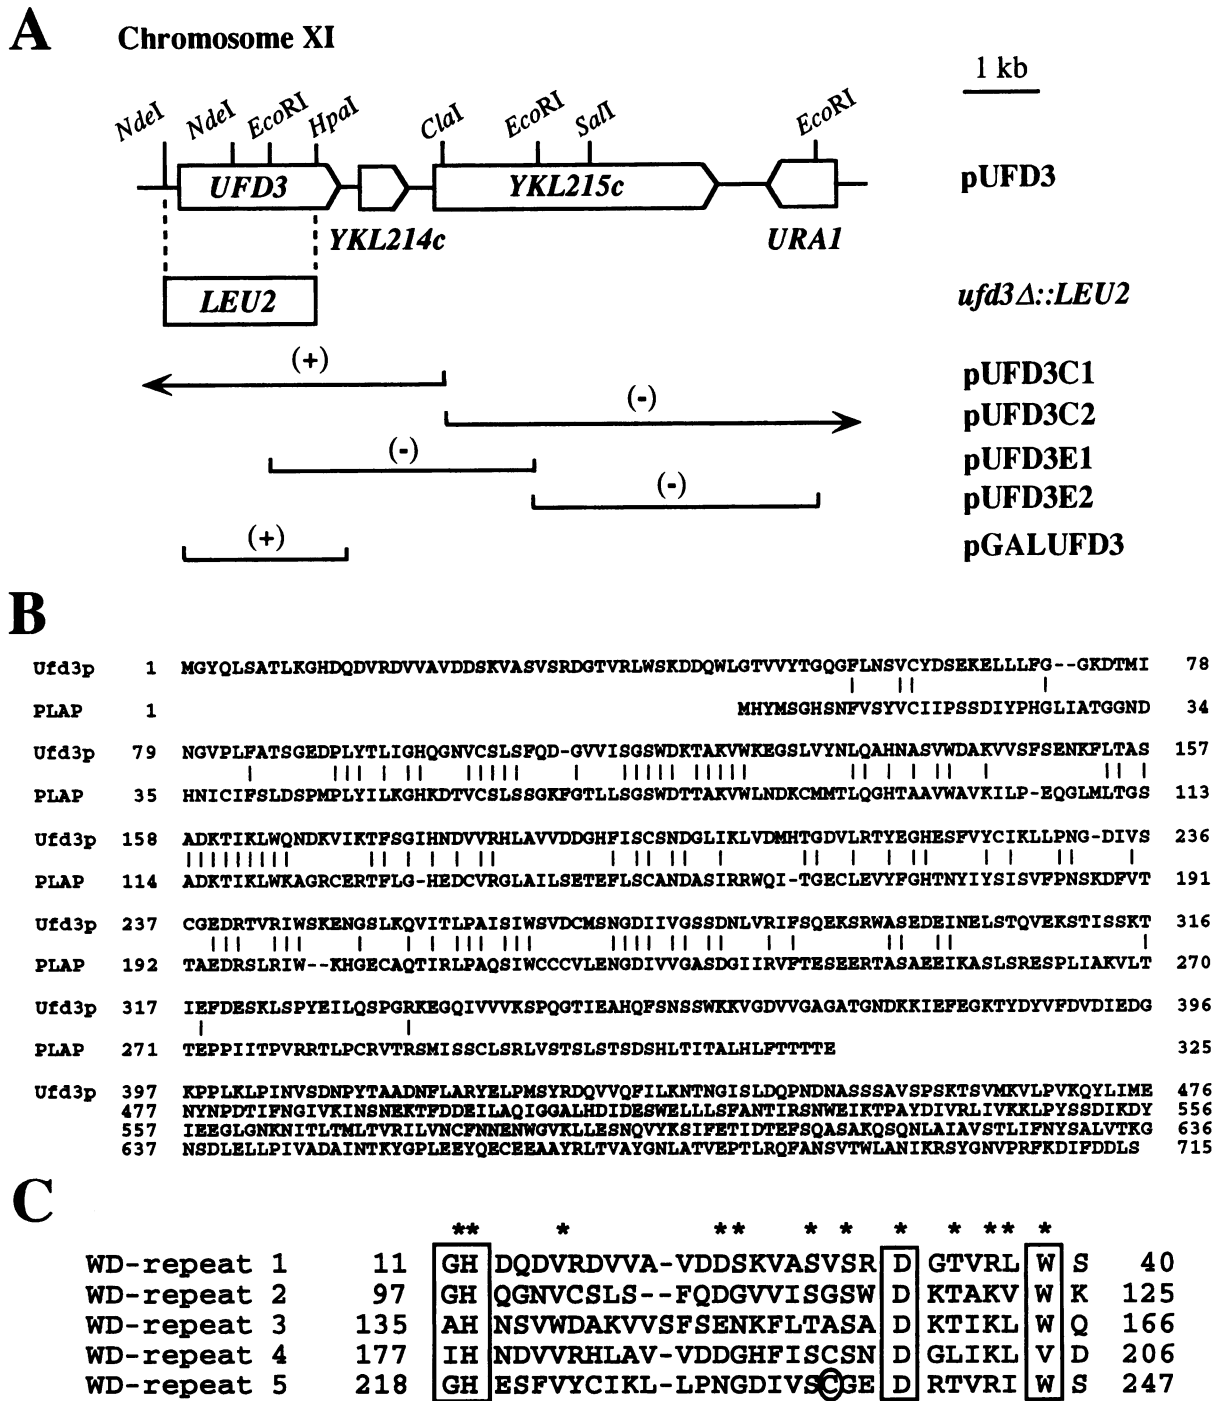 A
Chromosome XI
1 kb
NdeI NdeI EcoRI HpaI ClaI EcoRI SalI EcoRI
UFD3 YKL215c pUFD3
YKL214c URA1
LEU2 ufd3Δ::LEU2
(+) pUFD3C1
(-) pUFD3C2
(-) pUFD3E1
(-) pUFD3E2
(+) pGALUFD3
B
Ufd3p 1 MGYQLSATLKGHDQDVRDVVAVDDSKVASVSRDGTVRLWSKDDQWLGTVVYTGQGFLNSVCYDSEKELLLFG--GKDTMI 78
PLAP 1 MHYMSGHSNFVSYVCIIPSSDIYPHGLIATGGND 34
Ufd3p 79 NGVPLFATSGEDPLYTLIGHQGNVCSLSFQD-GVVISGSWDKTAKVWKEGSLVYNLQAHNASVWDAKVVSFSENKFLTAS 157
PLAP 35 HNICIFSLDSPMPLYILKGHKDTVCSLSSGKFGTLLSGSWDTTAKVWLNDKCMMTLQGHTAAVWAVKILP-EQGLMLTGS 113
Ufd3p 158 ADKTIKLWQNDKVIKTFSGIHNDVVRHLAVVDDGHFISCSNDGLIKLVDMHTGDVLRTYEGHESFVYCIKLLPNG-DIVS 236
PLAP 114 ADKTIKLWKAGRCERTFLG-HEDCVRGLAILSETEFLSCANDASIRRWQI-TGECLEVYFGHTNYIYSISVFPNSKDFVT 191
Ufd3p 237 CGEDRTVRIWSKENGSLKQVITLPAISIWSVDCMSNGDIIVGSSDNLVRIFSQEKSRWASEDEINELSTQVEKSTISSKT 316
PLAP 192 TAEDRSLRIW--KHGECAQTIRLPAQSIWCCCVLENGDIVVGASDGIIRVFTESEERTASAEEIKASLSRESPLIAKVLT 270
Ufd3p 317 IEFDESKLSPYEILQSPGRKEGQIVVVKSPQGTIEAHQFSNSSWKKVGDVVGAGATGNDKKIEFEGKTYDYVFDVDIEDG 396
PLAP 271 TEPPIITPVRRTLPCRVTRSMISSCLSRLVSTSLSTSDSHLTITALHLFTTTTE 325
Ufd3p 397 KPPLKLPINVSDNPYTAADNFLARYELPMSYRDQVVQFILKNTNGISLDQPNDNASSSAVSPSKTSVMKVLPVKQYLIME 476
477 NYNPDTIFNGIVKINSNEKTFDDEILAQIGGALHDIDESWELLLSFANTIRSNWEIKTPAYDIVRLIVKKLPYSSDIKDY 556
557 IEEGLGNKNITLTMLTVRILVNCFNNENWGVKLLESNQVYKSIFETIDTEFSQASAKQSQNLAIAVSTLIFNYSALVTKG 636
637 NSDLELLPIVADAINTKYGPLEEYQECEEAAYRLTVAYGNLATVEPTLRQFANSVTWLANIKRSYGNVPRFKDIFDDLS 715
C
** * ** * * * * ** *
WD-repeat 1 11 GH DQDVRDVVA-VDDSKVASVSR D GTVRL W S 40
WD-repeat 2 97 GH QGNVCSLS--FQDGVVISGSW D KTAKV W K 125
WD-repeat 3 135 AH NSVWDAKVVSFSENKFLTASA D KTIKL W Q 166
WD-repeat 4 177 IH NDVVRHLAV-VDDGHFISCSN D GLIKL V D 206
WD-repeat 5 218 GH ESFVYCIKL-LPNGDIVSCGE D RTVRI W S 247